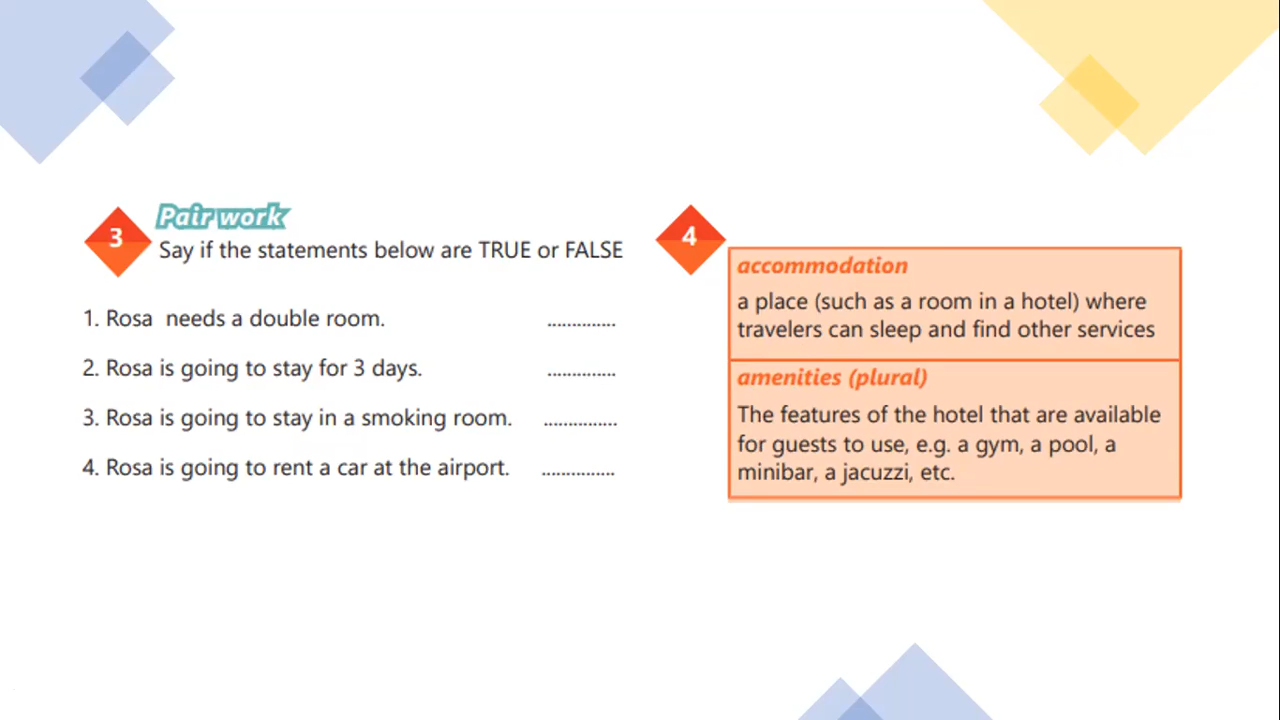 3
Pair work
Say if the statements below are TRUE or FALSE
1. Rosa  needs a double room. ..............
2. Rosa is going to stay for 3 days. ..............
3. Rosa is going to stay in a smoking room. ...............
4. Rosa is going to rent a car at the airport. ...............
4
accommodation
a place (such as a room in a hotel) where
travelers can sleep and find other services
amenities (plural)
The features of the hotel that are available
for guests to use, e.g. a gym, a pool, a
minibar, a jacuzzi, etc.